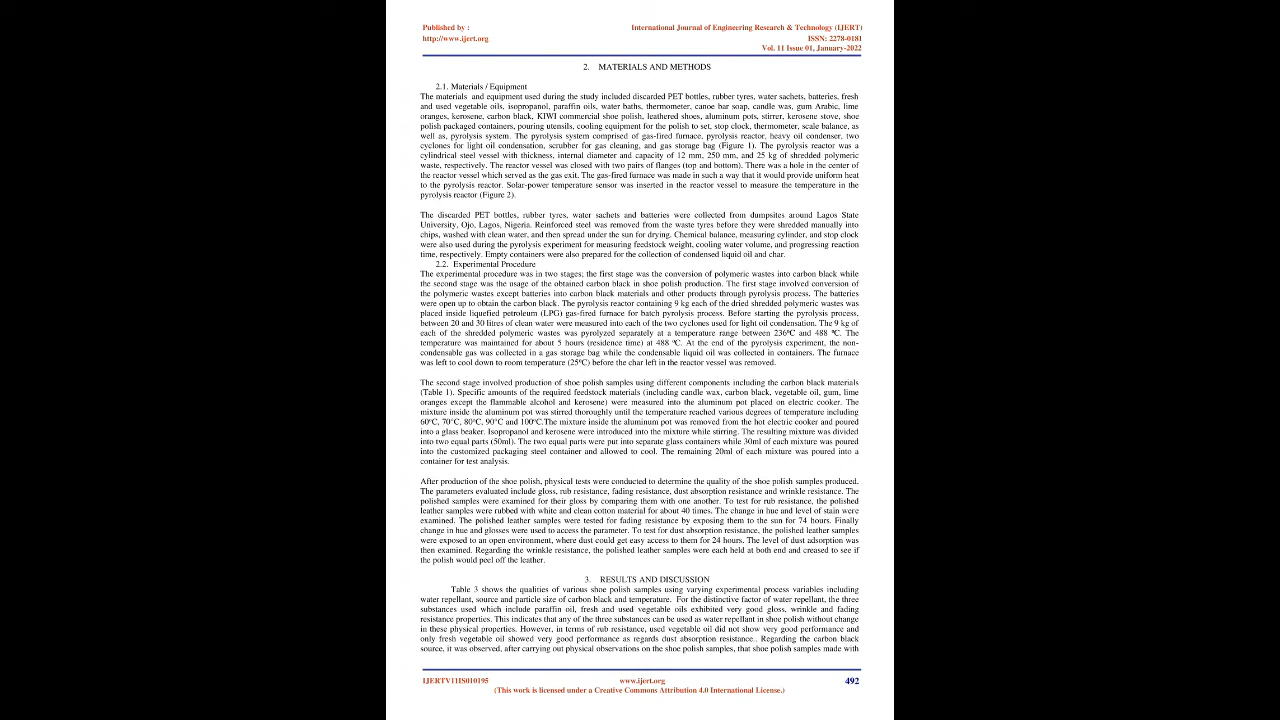 Published by :
International Journal of Engineering Research & Technology (IJERT)
http://www.ijert.org
ISSN: 2278-0181
Vol. 11 Issue 01, January-2022
2. MATERIALS AND METHODS
2.1. Materials / Equipment
The materials and equipment used during the study included discarded PET bottles, rubber tyres, water sachets, batteries, fresh
and used vegetable oils, isopropanol, paraffin oils, water baths, thermometer, canoe bar soap, candle was, gum Arabic, lime
oranges, kerosene, carbon black, KIWI commercial shoe polish, leathered shoes, aluminum pots, stirrer, kerosene stove, shoe
polish packaged containers, pouring utensils, cooling equipment for the polish to set, stop clock, thermometer, scale balance, as
well as, pyrolysis system. The pyrolysis system comprised of gas-fired furnace, pyrolysis reactor, heavy oil condenser, two
cyclones for light oil condensation, scrubber for gas cleaning, and gas storage bag (Figure 1). The pyrolysis reactor was a
cylindrical steel vessel with thickness, internal diameter and capacity of 12 mm, 250 mm, and 25 kg of shredded polymeric
waste, respectively. The reactor vessel was closed with two pairs of flanges (top and bottom). There was a hole in the center of
the reactor vessel which served as the gas exit. The gas-fired furnace was made in such a way that it would provide uniform heat
to the pyrolysis reactor. Solar-power temperature sensor was inserted in the reactor vessel to measure the temperature in the
pyrolysis reactor (Figure 2).
The discarded PET bottles, rubber tyres, water sachets and batteries were collected from dumpsites around Lagos State
University, Ojo, Lagos, Nigeria. Reinforced steel was removed from the waste tyres before they were shredded manually into
chips, washed with clean water, and then spread under the sun for drying. Chemical balance, measuring cylinder, and stop clock
were also used during the pyrolysis experiment for measuring feedstock weight, cooling water volume, and progressing reaction
time, respectively. Empty containers were also prepared for the collection of condensed liquid oil and char.
2.2. Experimental Procedure
The experimental procedure was in two stages; the first stage was the conversion of polymeric wastes into carbon black while
the second stage was the usage of the obtained carbon black in shoe polish production. The first stage involved conversion of
the polymeric wastes except batteries into carbon black materials and other products through pyrolysis process. The batteries
were open up to obtain the carbon black. The pyrolysis reactor containing 9 kg each of the dried shredded polymeric wastes was
placed inside liquefied petroleum (LPG) gas-fired furnace for batch pyrolysis process. Before starting the pyrolysis process,
between 20 and 30 litres of clean water were measured into each of the two cyclones used for light oil condensation. The 9 kg of
each of the shredded polymeric wastes was pyrolyzed separately at a temperature range between 236⁰C and 488 ⁰C. The
temperature was maintained for about 5 hours (residence time) at 488 ⁰C. At the end of the pyrolysis experiment, the non-
condensable gas was collected in a gas storage bag while the condensable liquid oil was collected in containers. The furnace
was left to cool down to room temperature (25⁰C) before the char left in the reactor vessel was removed.
The second stage involved production of shoe polish samples using different components including the carbon black materials
(Table 1). Specific amounts of the required feedstock materials (including candle wax, carbon black, vegetable oil, gum, lime
oranges except the flammable alcohol and kerosene) were measured into the aluminum pot placed on electric cooker. The
mixture inside the aluminum pot was stirred thoroughly until the temperature reached various degrees of temperature including
60⁰C, 70°C, 80⁰C, 90°C and 100⁰C.The mixture inside the aluminum pot was removed from the hot electric cooker and poured
into a glass beaker. Isopropanol and kerosene were introduced into the mixture while stirring. The resulting mixture was divided
into two equal parts (50ml). The two equal parts were put into separate glass containers while 30ml of each mixture was poured
into the customized packaging steel container and allowed to cool. The remaining 20ml of each mixture was poured into a
container for test analysis.
After production of the shoe polish, physical tests were conducted to determine the quality of the shoe polish samples produced.
The parameters evaluated include gloss, rub resistance, fading resistance, dust absorption resistance and wrinkle resistance. The
polished samples were examined for their gloss by comparing them with one another. To test for rub resistance, the polished
leather samples were rubbed with white and clean cotton material for about 40 times. The change in hue and level of stain were
examined. The polished leather samples were tested for fading resistance by exposing them to the sun for 74 hours. Finally
change in hue and glosses were used to access the parameter. To test for dust absorption resistance, the polished leather samples
were exposed to an open environment, where dust could get easy access to them for 24 hours. The level of dust adsorption was
then examined. Regarding the wrinkle resistance, the polished leather samples were each held at both end and creased to see if
the polish would peel off the leather.
3. RESULTS AND DISCUSSION
Table 3 shows the qualities of various shoe polish samples using varying experimental process variables including
water repellant, source and particle size of carbon black and temperature. For the distinctive factor of water repellant, the three
substances used which include paraffin oil, fresh and used vegetable oils exhibited very good gloss, wrinkle and fading
resistance properties. This indicates that any of the three substances can be used as water repellant in shoe polish without change
in these physical properties. However, in terms of rub resistance, used vegetable oil did not show very good performance and
only fresh vegetable oil showed very good performance as regards dust absorption resistance.. Regarding the carbon black
source, it was observed, after carrying out physical observations on the shoe polish samples, that shoe polish samples made with
IJERTV11IS010195
www.ijert.org
492
(This work is licensed under a Creative Commons Attribution 4.0 International License.)